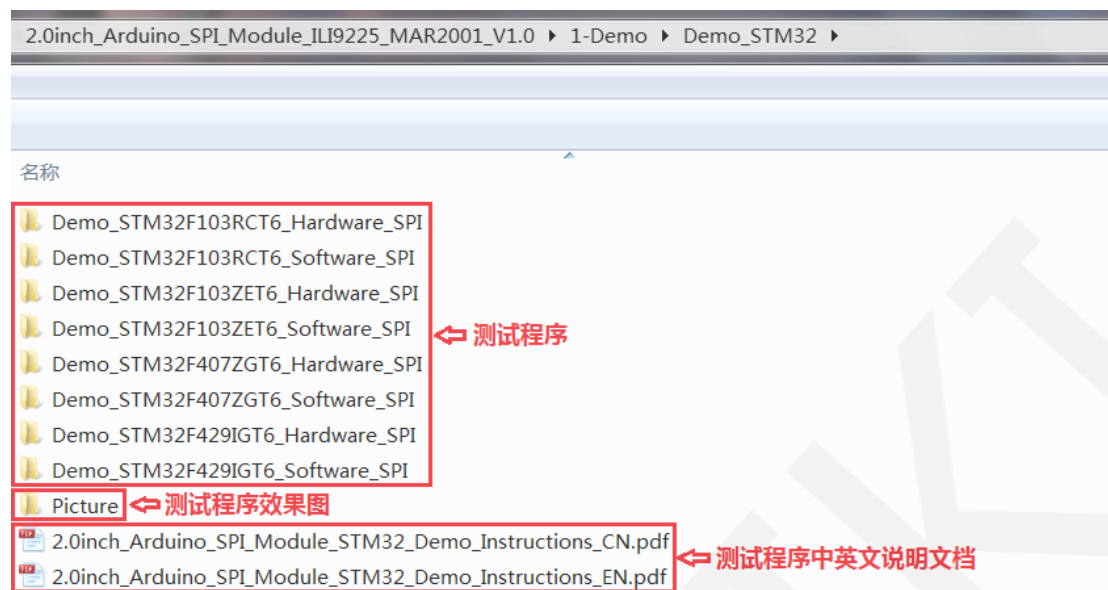 2.0inch_Arduino_SPI_Module_ILI9225_MAR2001_V1.0 ▸ 1-Demo ▸ Demo_STM32 ▸
名称
Demo_STM32F103RCT6_Hardware_SPI
Demo_STM32F103RCT6_Software_SPI
Demo_STM32F103ZET6_Hardware_SPI
Demo_STM32F103ZET6_Software_SPI
测试程序
Demo_STM32F407ZGT6_Hardware_SPI
Demo_STM32F407ZGT6_Software_SPI
Demo_STM32F429IGT6_Hardware_SPI
Demo_STM32F429IGT6_Software_SPI
Picture 测试程序效果图
2.0inch_Arduino_SPI_Module_STM32_Demo_Instructions_CN.pdf
测试程序中英文说明文档
2.0inch_Arduino_SPI_Module_STM32_Demo_Instructions_EN.pdf